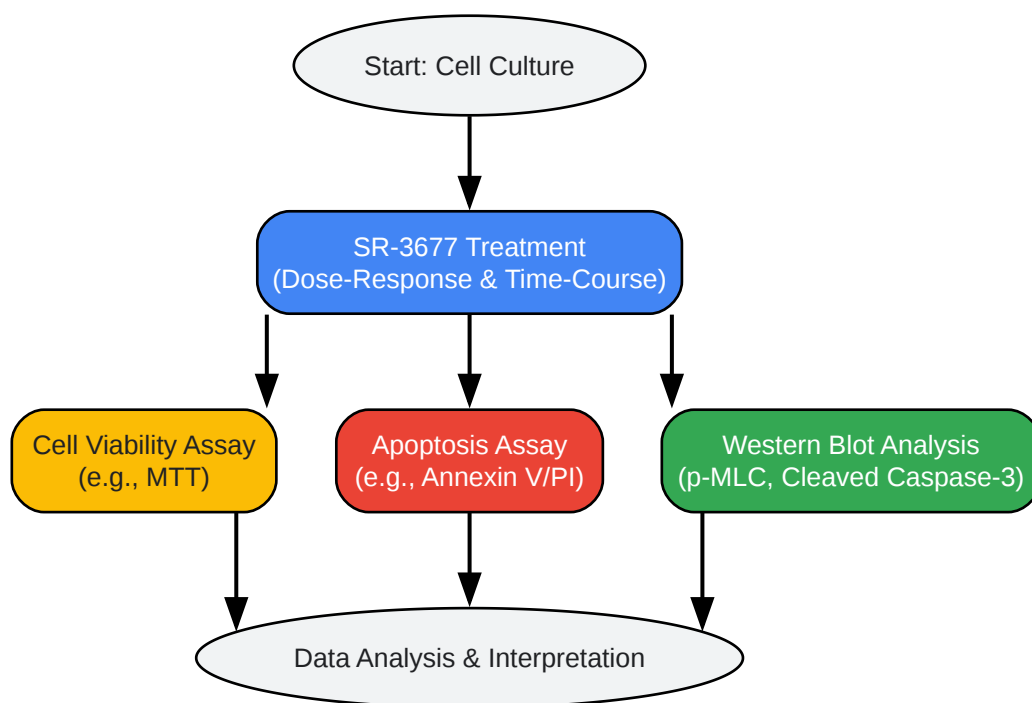 Start: Cell Culture
SR-3677 Treatment
(Dose-Response & Time-Course)
Cell Viability Assay
(e.g., MTT)
Apoptosis Assay
(e.g., Annexin V/PI)
Western Blot Analysis
(p-MLC, Cleaved Caspase-3)
Data Analysis & Interpretation